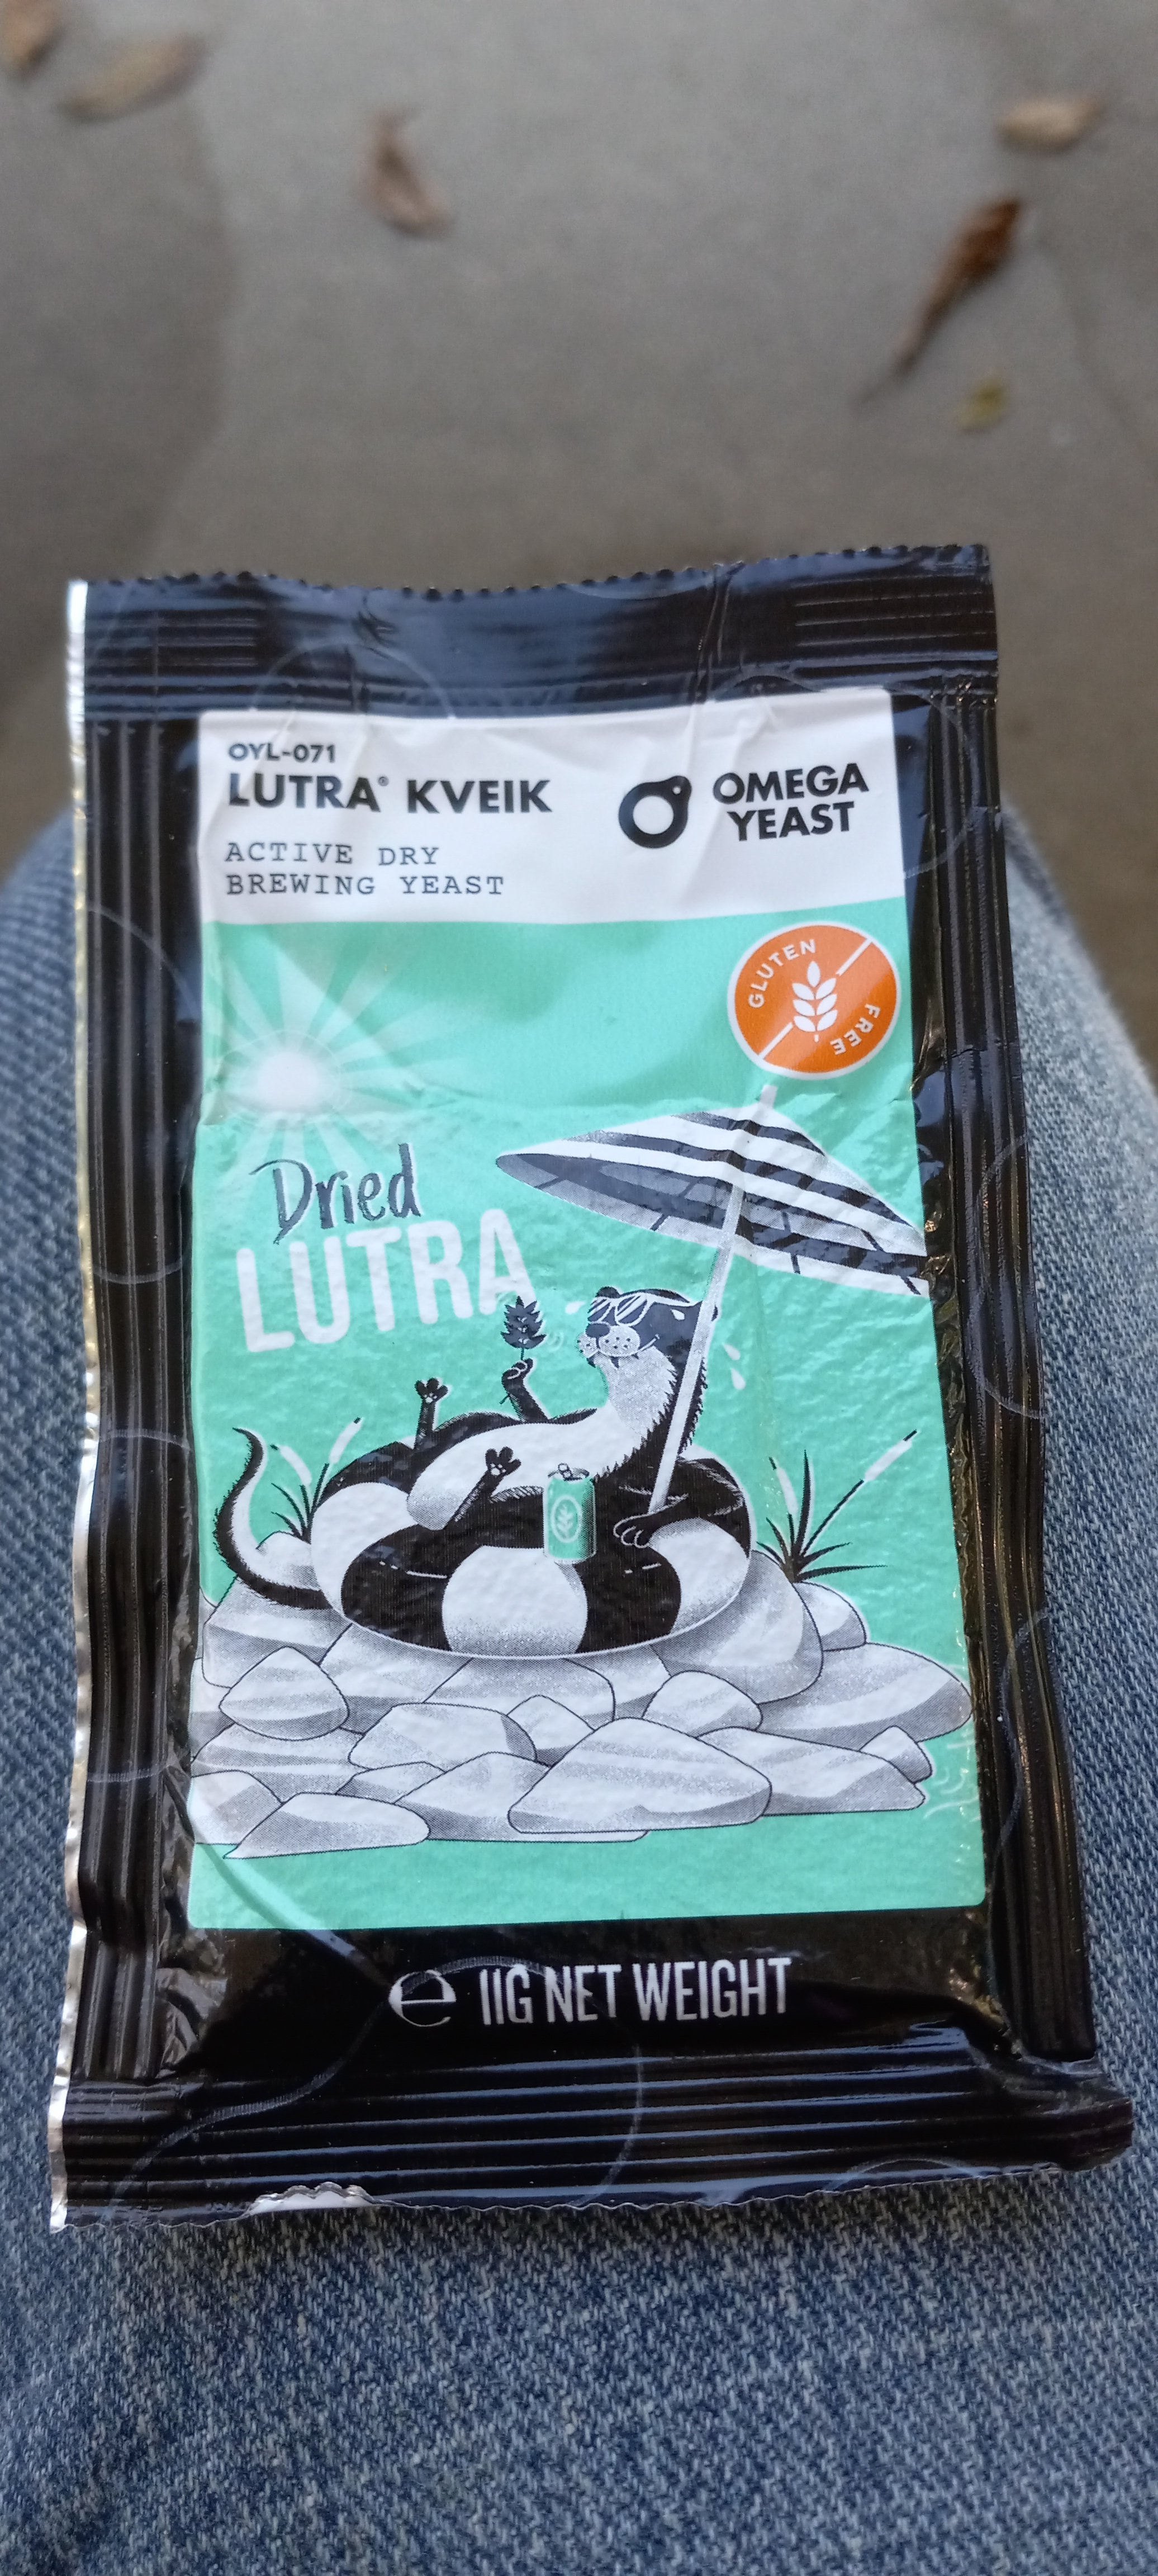 OYL-071
LUTRA® KVEIK
ACTIVE DRY
BREWING YEAST
OMEGA
YEAST
GLUTEN
FREE
Dried
LUTRA
℮ 11G NET WEIGHT